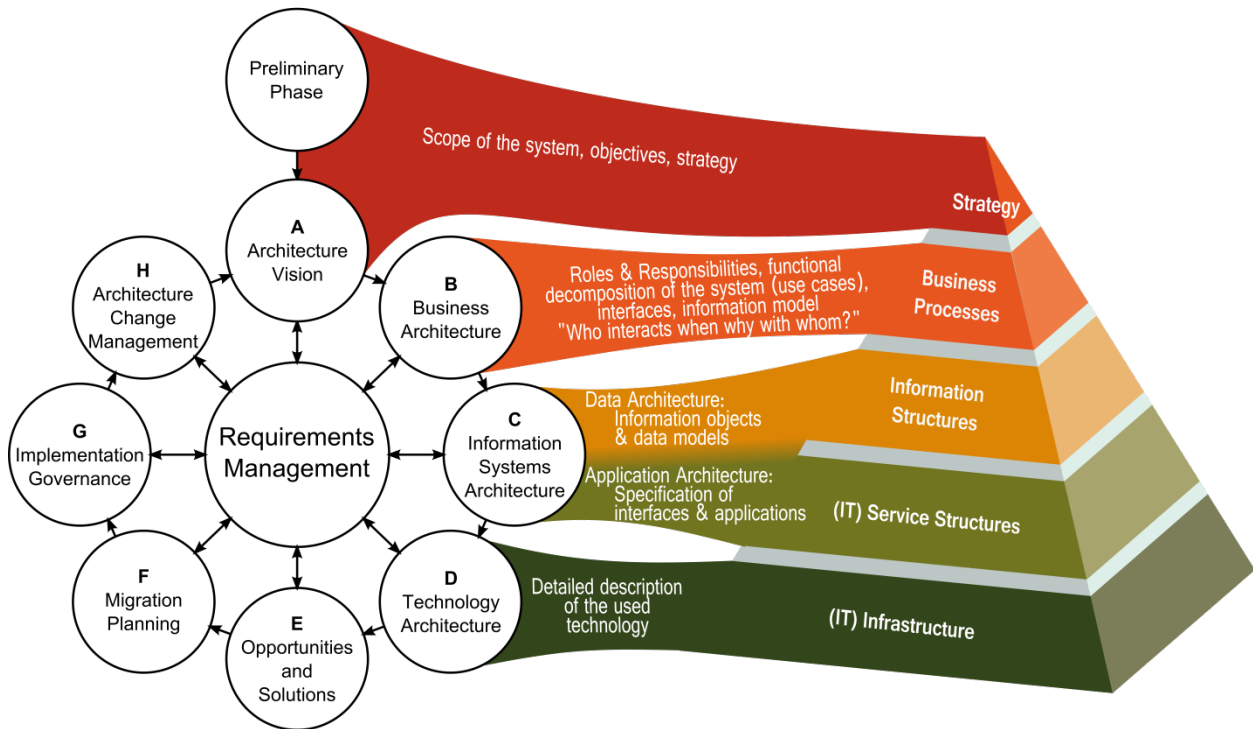 Preliminary
Phase
A
Architecture
Vision
B
Business
Architecture
C
Information
Systems
Architecture
D
Technology
Architecture
E
Opportunities
and
Solutions
F
Migration
Planning
G
Implementation
Governance
H
Architecture
Change
Management
Requirements
Management
Scope of the system, objectives, strategy
Strategy
Roles & Responsibilities, functional
decomposition of the system (use cases),
interfaces, information model
"Who interacts when why with whom?"
Business
Processes
Data Architecture:
Information objects
& data models
Information
Structures
Application Architecture:
Specification of
interfaces & applications
(IT) Service Structures
Detailed description
of the used
technology
(IT) Infrastructure